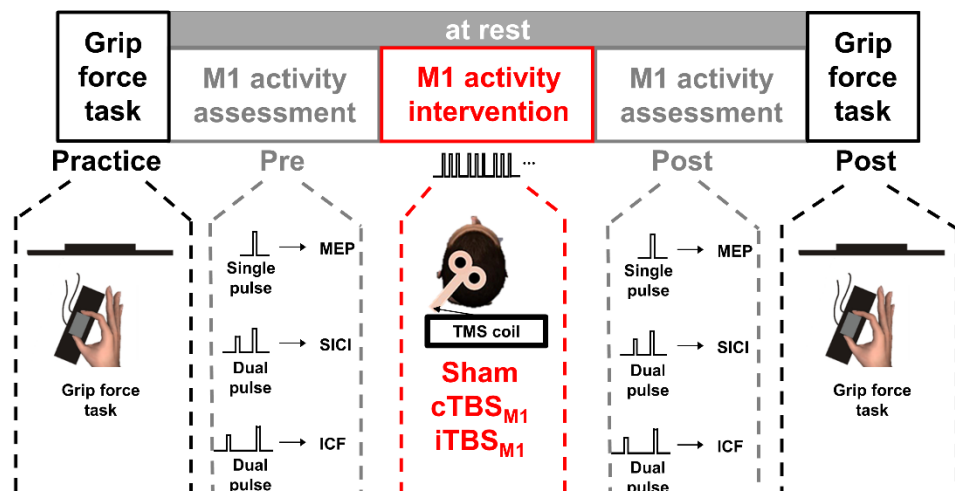 at rest
Grip
force
task
M1 activity
assessment
M1 activity
intervention
M1 activity
assessment
Grip
force
task
Practice
Pre
...
Post
Post
Grip force
task
Single
pulse
MEP
Dual
pulse
SICI
Dual
pulse
ICF
TMS coil
Sham
cTBSM1
iTBSM1
Single
pulse
MEP
Dual
pulse
SICI
Dual
pulse
ICF
Grip force
task